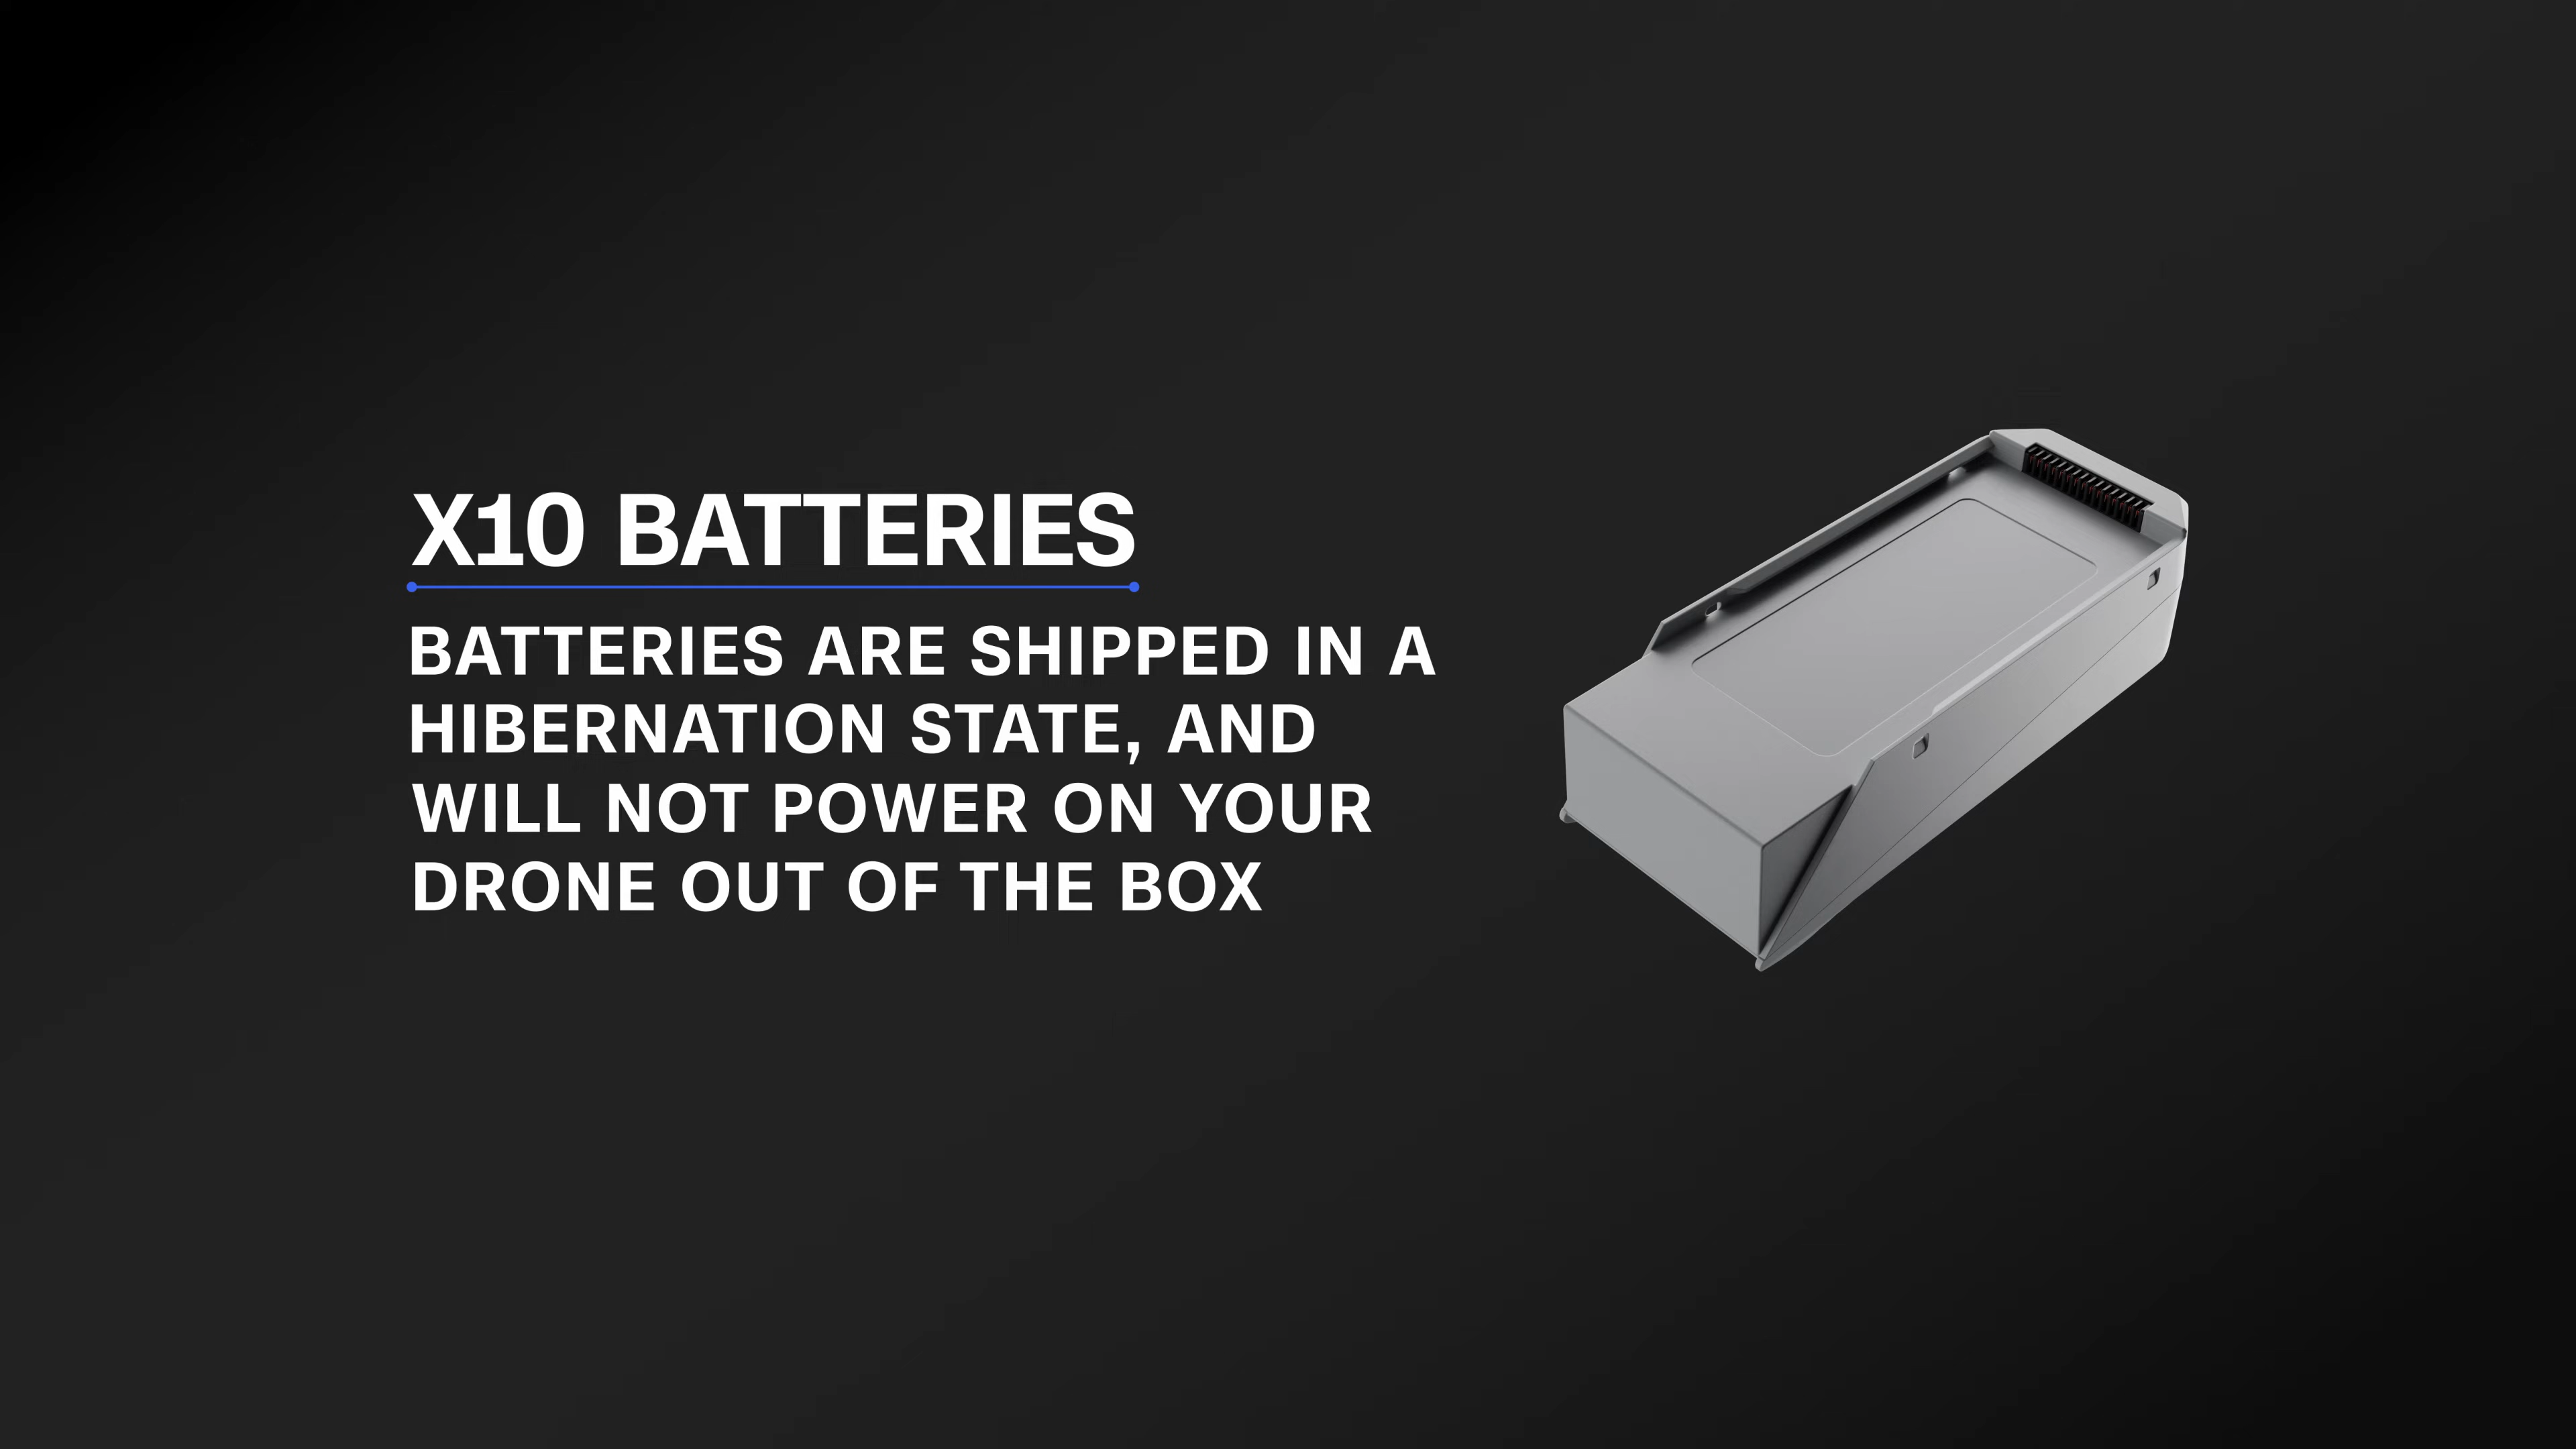 X10 BATTERIES
BATTERIES ARE SHIPPED IN A
HIBERNATION STATE, AND
WILL NOT POWER ON YOUR
DRONE OUT OF THE BOX